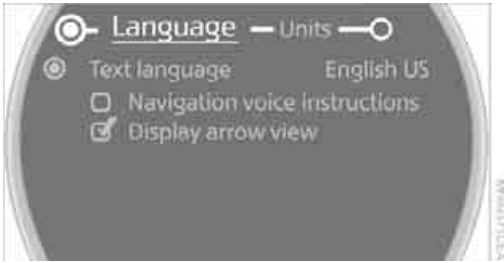 Language Units
Text language English US
Navigation voice instructions
Display arrow view